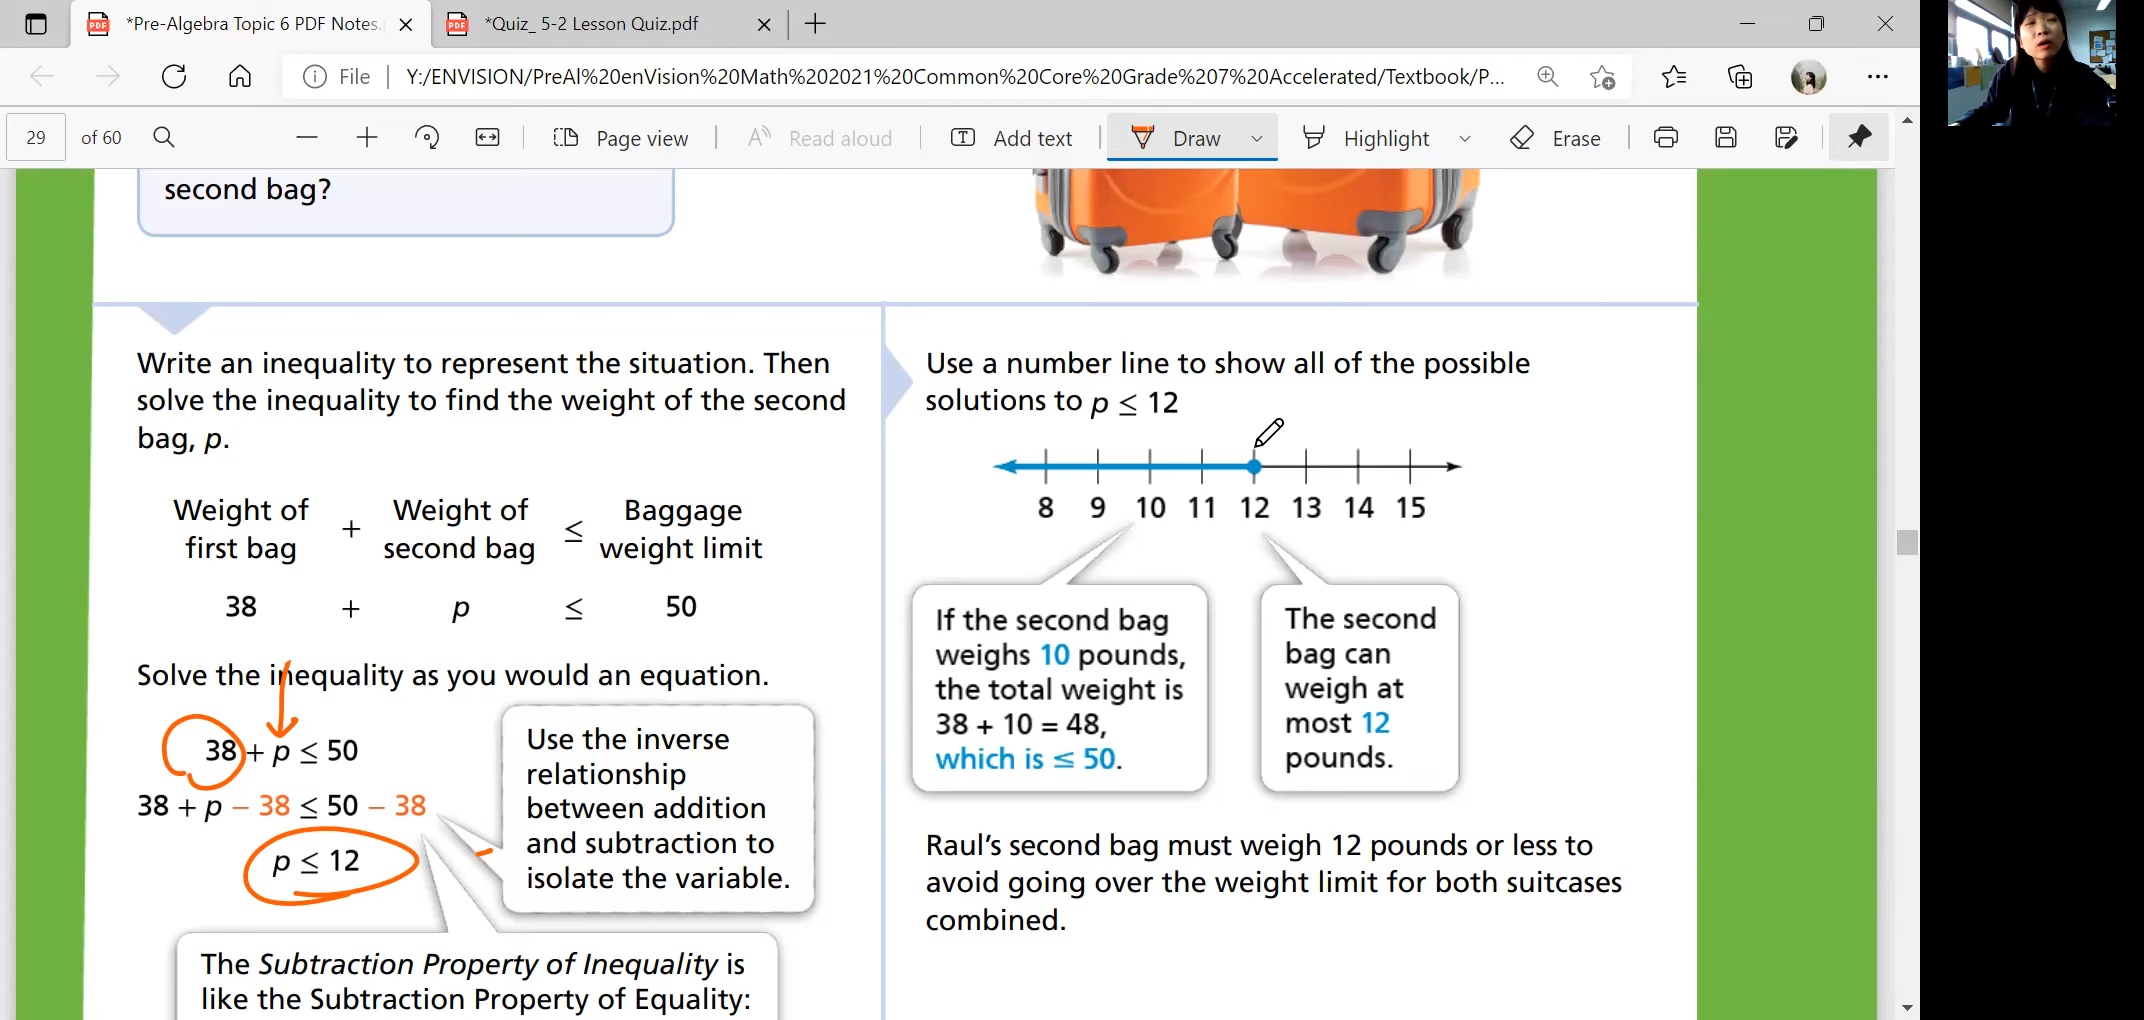 *Pre-Algebra Topic 6 PDF Notes.
*Quiz_ 5-2 Lesson Quiz.pdf
File
Y:/ENVISION/PreAl%20enVision%20Math%202021%20Common%20Core%20Grade%207%20Accelerated/Textbook/P...
29 of 60
Page view
Read aloud
Add text
Draw
Highlight
Erase
second bag?
Write an inequality to represent the situation. Then
solve the inequality to find the weight of the second
bag, p.
Weight of first bag + Weight of second bag ≤ Baggage weight limit
38 + p ≤ 50
Solve the inequality as you would an equation.
38 + p ≤ 50
38 + p − 38 ≤ 50 − 38
p ≤ 12
Use the inverse
relationship
between addition
and subtraction to
isolate the variable.
The Subtraction Property of Inequality is
like the Subtraction Property of Equality:
Use a number line to show all of the possible
solutions to p ≤ 12
8 9 10 11 12 13 14 15
If the second bag
weighs 10 pounds,
the total weight is
38 + 10 = 48,
which is ≤ 50.
The second
bag can
weigh at
most 12
pounds.
Raul's second bag must weigh 12 pounds or less to
avoid going over the weight limit for both suitcases
combined.